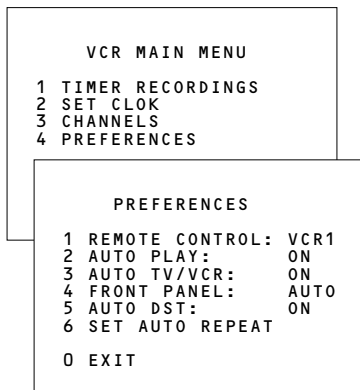 VCR MAIN MENU
1 TIMER RECORDINGS
2 SET CLOK
3 CHANNELS
4 PREFERENCES
PREFERENCES
1 REMOTE CONTROL: VCR1
2 AUTO PLAY: ON
3 AUTO TV/VCR: ON
4 FRONT PANEL: AUTO
5 AUTO DST: ON
6 SET AUTO REPEAT
0 EXIT